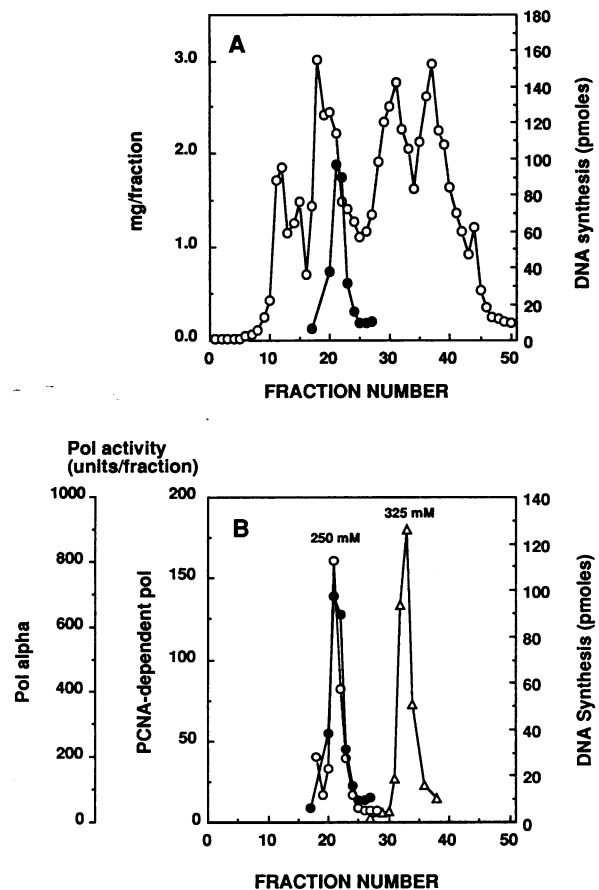 A
180
160
140
120
100
80
60
40
20
0
3.0
2.0
1.0
0.0
mg/fraction
DNA synthesis (pmoles)
0 10 20 30 40 50
FRACTION NUMBER
Pol activity
(units/fraction)
1000
800
600
400
200
0
Pol alpha
200
150
100
50
0
PCNA-dependent pol
B
250 mM
325 mM
140
120
100
80
60
40
20
0
DNA Synthesis (pmoles)
0 10 20 30 40 50
FRACTION NUMBER